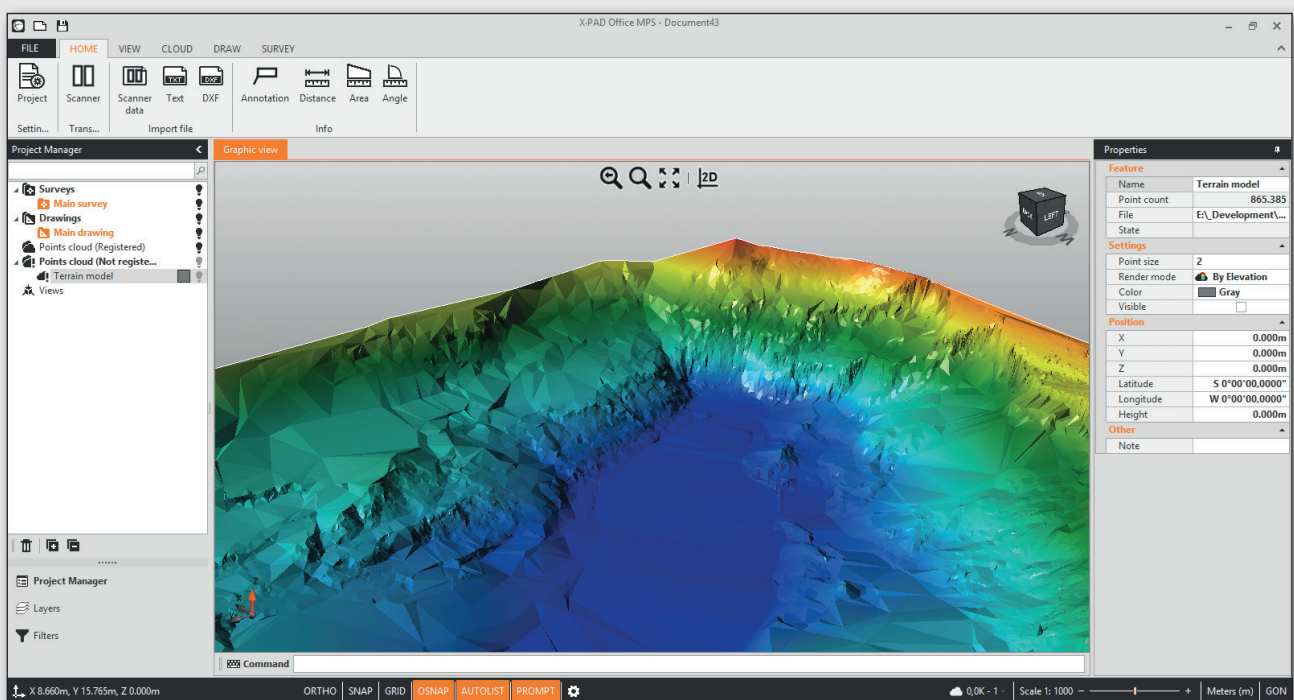 X-PAD Office MPS - Document43
FILE HOME VIEW CLOUD DRAW SURVEY
Project Scanner Scanner data TXT Text DXF DXF Annotation Distance Area Angle
Settin... Trans... Import file Info
Project Manager
Surveys
Main survey
Drawings
Main drawing
Points cloud (Registered)
Points cloud (Not registe...
Terrain model
Views
Project Manager
Layers
Filters
Graphic view
2D
LEFT
Z
X
Command
Properties
Feature
Name Terrain model
Point count 865.385
File E:\_Development\...
State
Settings
Point size 2
Render mode By Elevation
Color Gray
Visible
Position
X 0.000m
Y 0.000m
Z 0.000m
Latitude S 0°00'00,0000"
Longitude W 0°00'00,0000"
Height 0.000m
Other
Note
X 8.660m, Y 15.765m, Z 0.000m
ORTHO SNAP GRID OSNAP AUTOLIST PROMPT
0,0K - 1
Scale 1: 1000 - +
Meters (m) GON